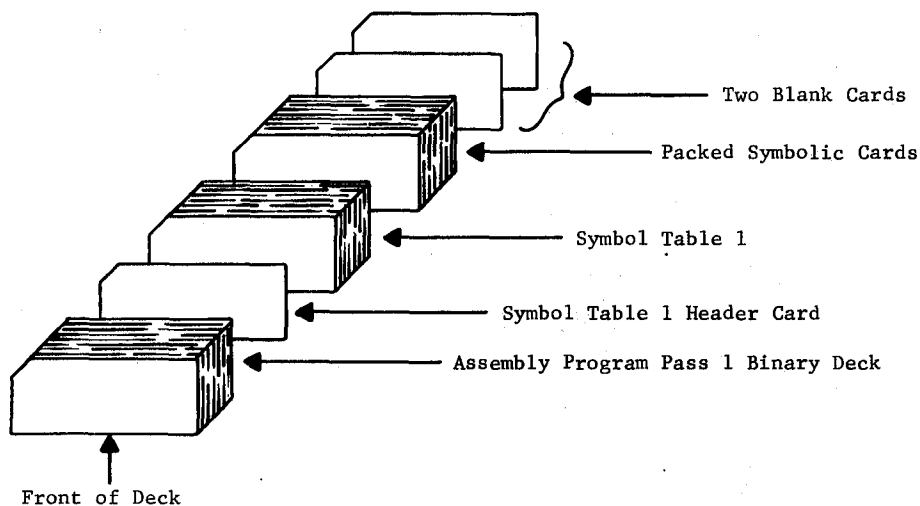 Two Blank Cards
Packed Symbolic Cards
Symbol Table 1
Symbol Table 1 Header Card
Assembly Program Pass 1 Binary Deck
Front of Deck